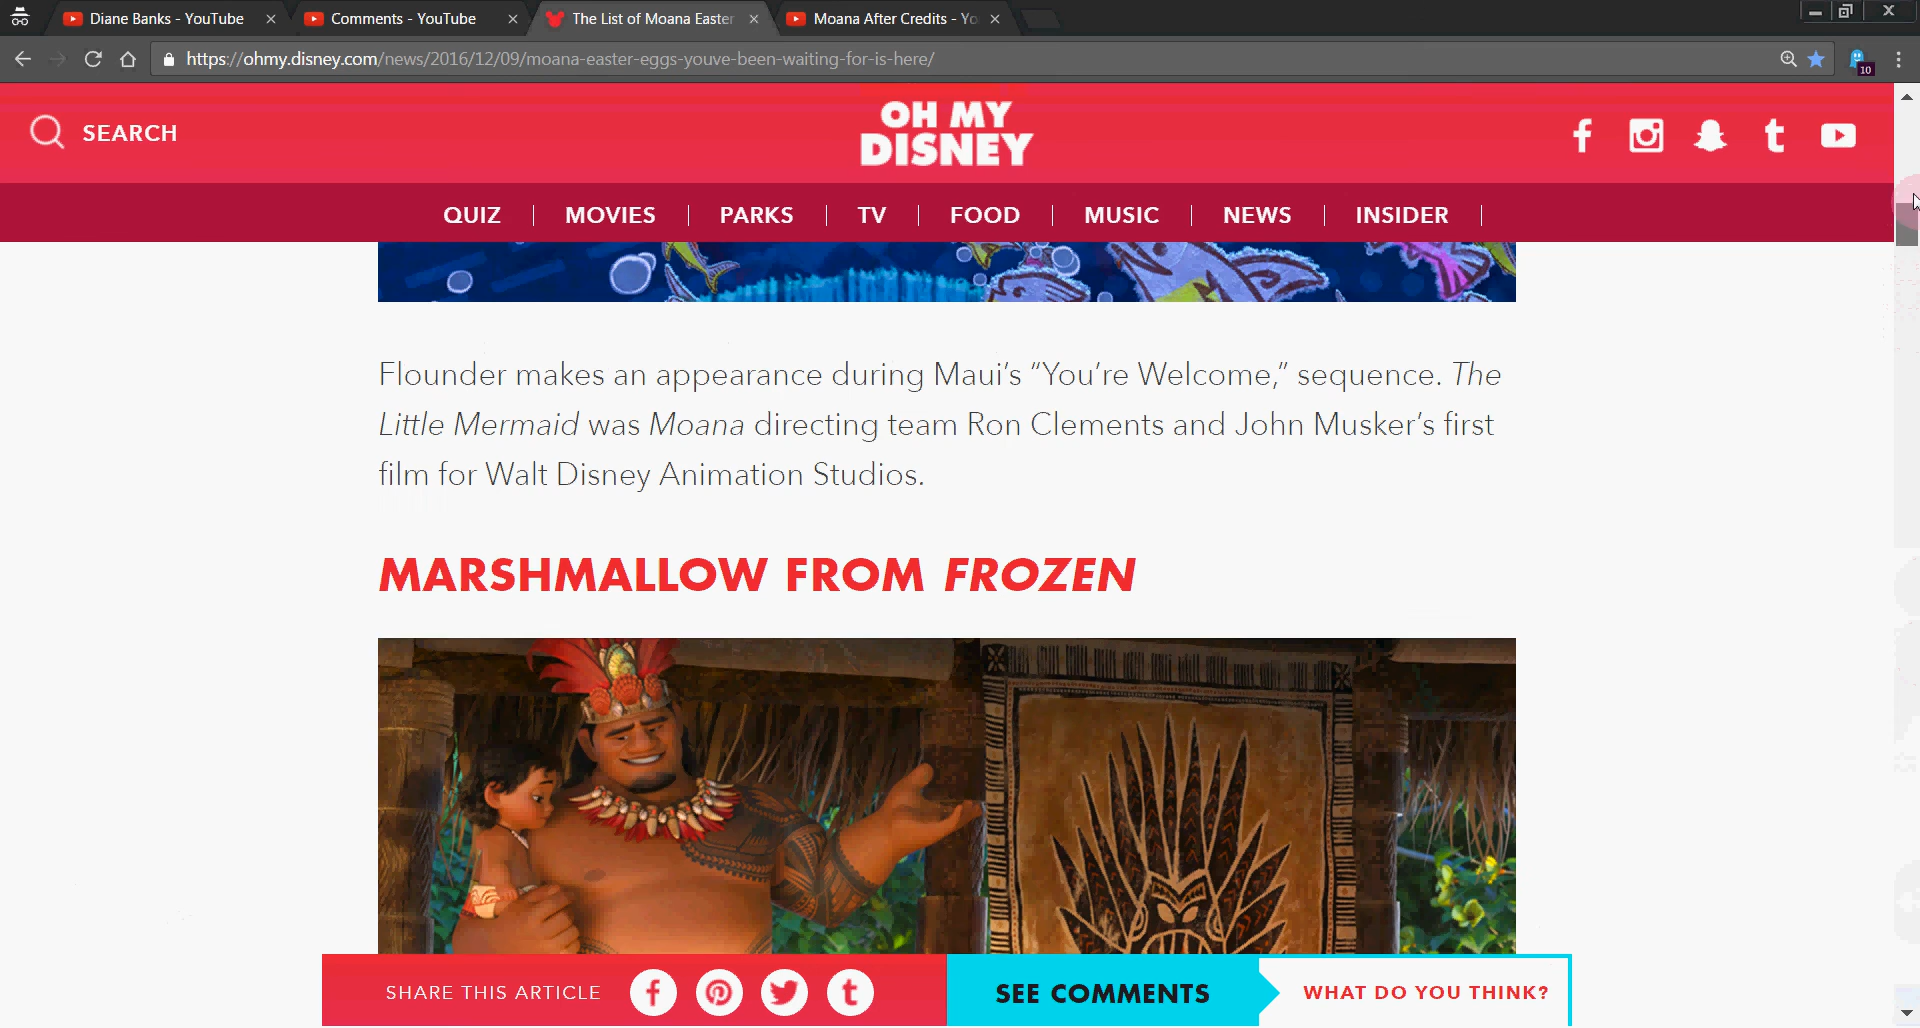 Diane Banks - YouTube
Comments - YouTube
The List of Moana Easter
Moana After Credits - Yo
https://ohmy.disney.com/news/2016/12/09/moana-easter-eggs-youve-been-waiting-for-is-here/
10
SEARCH
OH MY
DISNEY
QUIZ
MOVIES
PARKS
TV
FOOD
MUSIC
NEWS
INSIDER
Flounder makes an appearance during Maui's “You're Welcome,” sequence. The
Little Mermaid was Moana directing team Ron Clements and John Musker's first
film for Walt Disney Animation Studios.
MARSHMALLOW FROM FROZEN
SHARE THIS ARTICLE
SEE COMMENTS
WHAT DO YOU THINK?